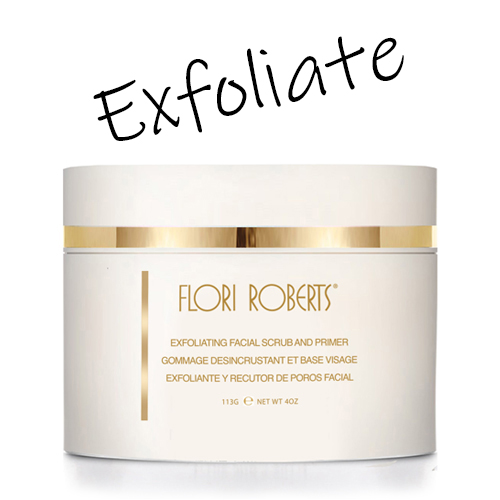 Exfoliate
FLORI ROBERTS®
EXFOLIATING FACIAL SCRUB AND PRIMER
GOMMAGE DESINCRUSTANT ET BASE VISAGE
EXFOLIANTE Y RECUTOR DE POROS FACIAL
113G ℮ NET WT 4OZ